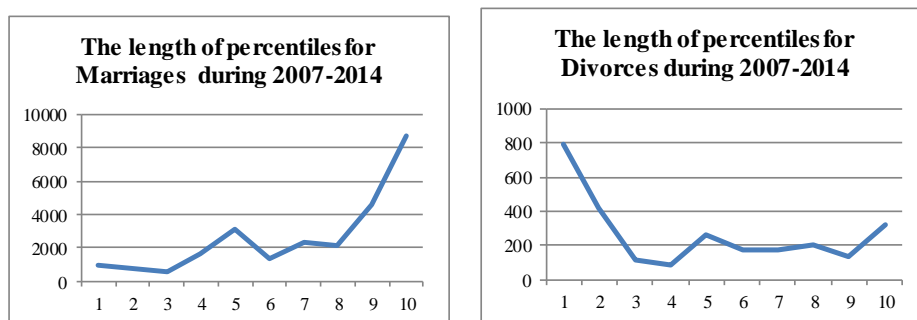 The length of percentiles for
Marriages during 2007-2014
10000
8000
6000
4000
2000
0
1 2 3 4 5 6 7 8 9 10
The length of percentiles for
Divorces during 2007-2014
1000
800
600
400
200
0
1 2 3 4 5 6 7 8 9 10